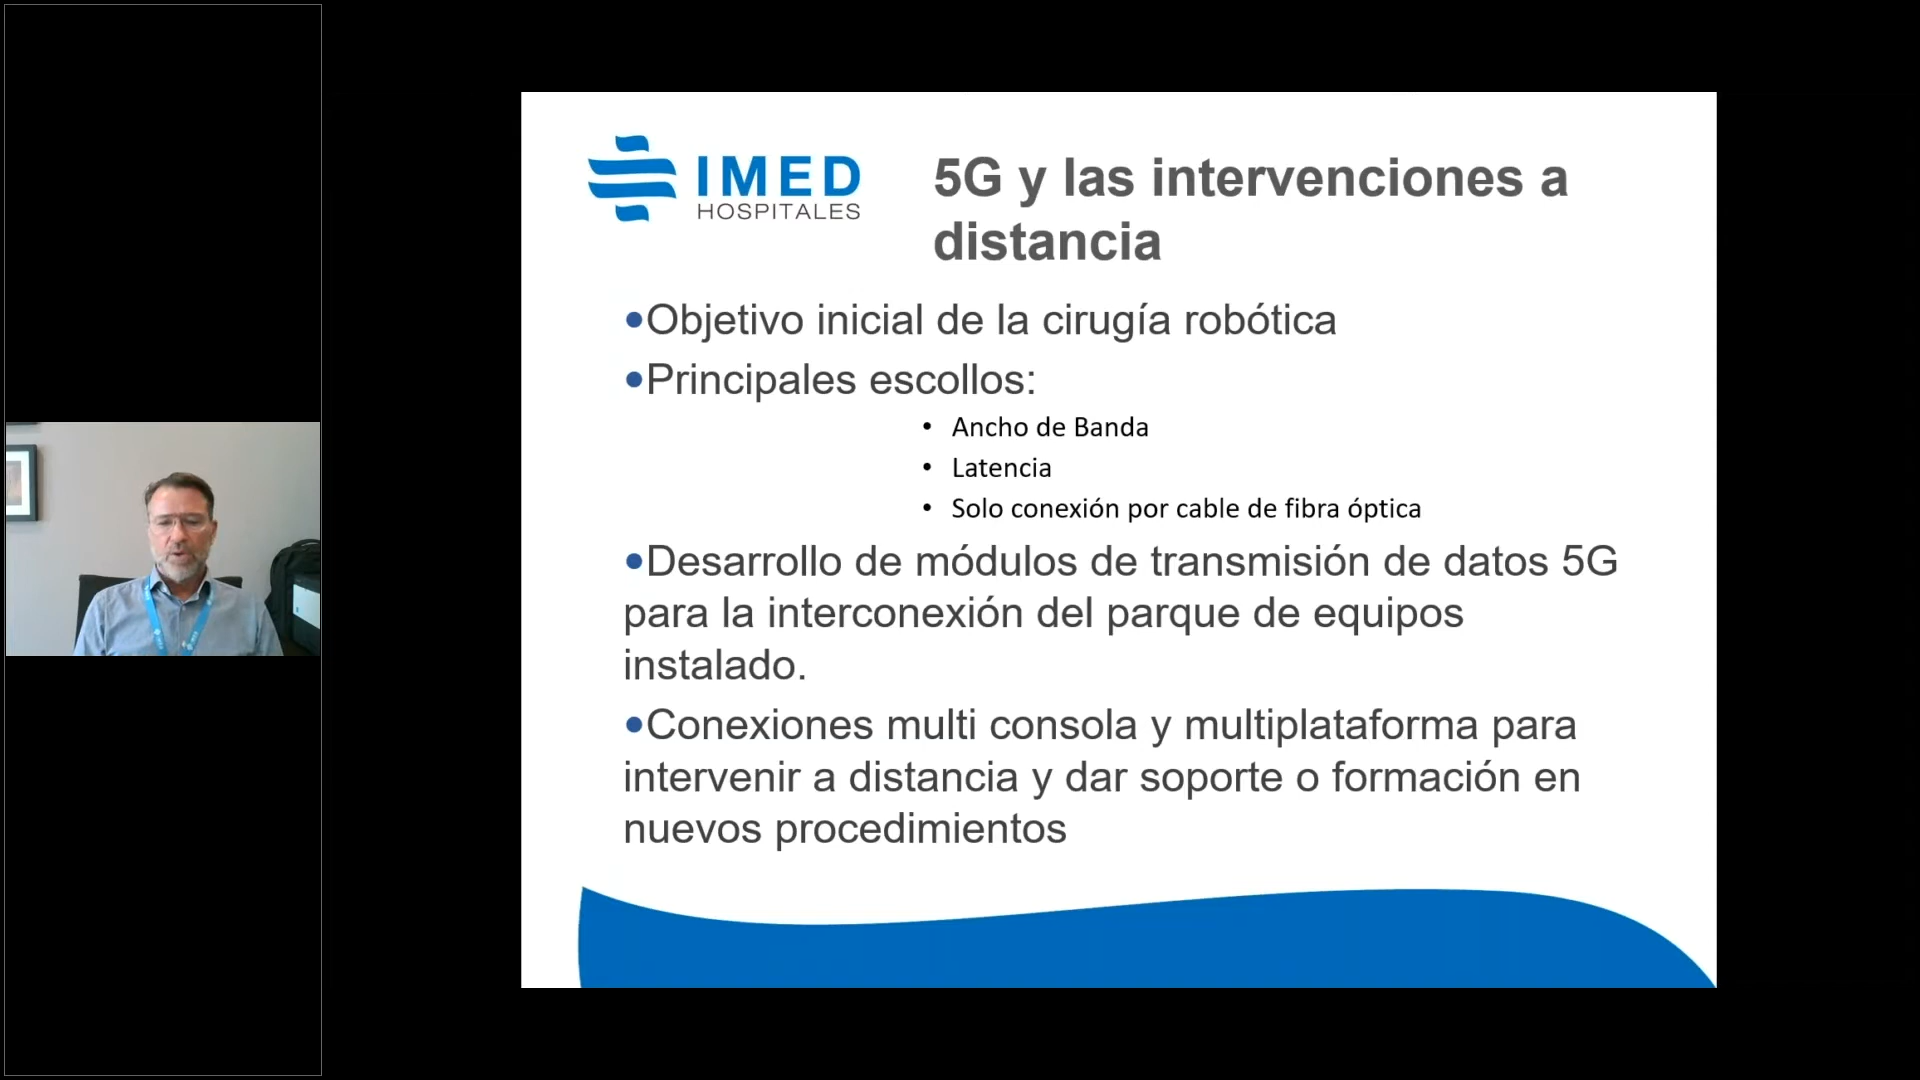 IMED
HOSPITALES
5G y las intervenciones a
distancia
•Objetivo inicial de la cirugía robótica
•Principales escollos:
• Ancho de Banda
• Latencia
• Solo conexión por cable de fibra óptica
•Desarrollo de módulos de transmisión de datos 5G
para la interconexión del parque de equipos
instalado.
•Conexiones multi consola y multiplataforma para
intervenir a distancia y dar soporte o formación en
nuevos procedimientos